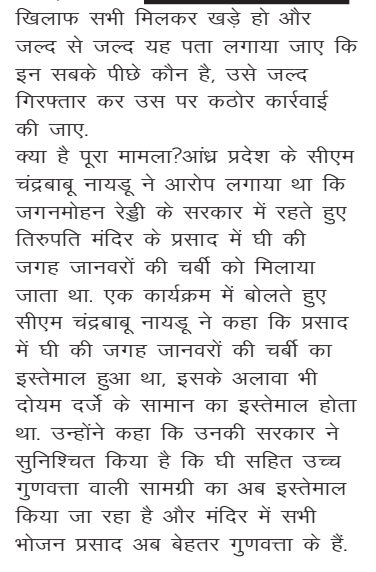 खिलाफ सभी मिलकर खड़े हो और
जल्द से जल्द यह पता लगाया जाए कि
इन सबके पीछे कौन है, उसे जल्द
गिरफ्तार कर उस पर कठोर कार्रवाई
की जाए.
क्या है पूरा मामला?आंध्र प्रदेश के सीएम
चंद्रबाबू नायडू ने आरोप लगाया था कि
जगनमोहन रेड्डी के सरकार में रहते हुए
तिरुपति मंदिर के प्रसाद में घी की
जगह जानवरों की चर्बी को मिलाया
जाता था. एक कार्यक्रम में बोलते हुए
सीएम चंद्रबाबू नायडू ने कहा कि प्रसाद
में घी की जगह जानवरों की चर्बी का
इस्तेमाल हुआ था, इसके अलावा भी
दोयम दर्जे के सामान का इस्तेमाल होता
था. उन्होंने कहा कि उनकी सरकार ने
सुनिश्चित किया है कि घी सहित उच्च
गुणवत्ता वाली सामग्री का अब इस्तेमाल
किया जा रहा है और मंदिर में सभी
भोजन प्रसाद अब बेहतर गुणवत्ता के हैं.